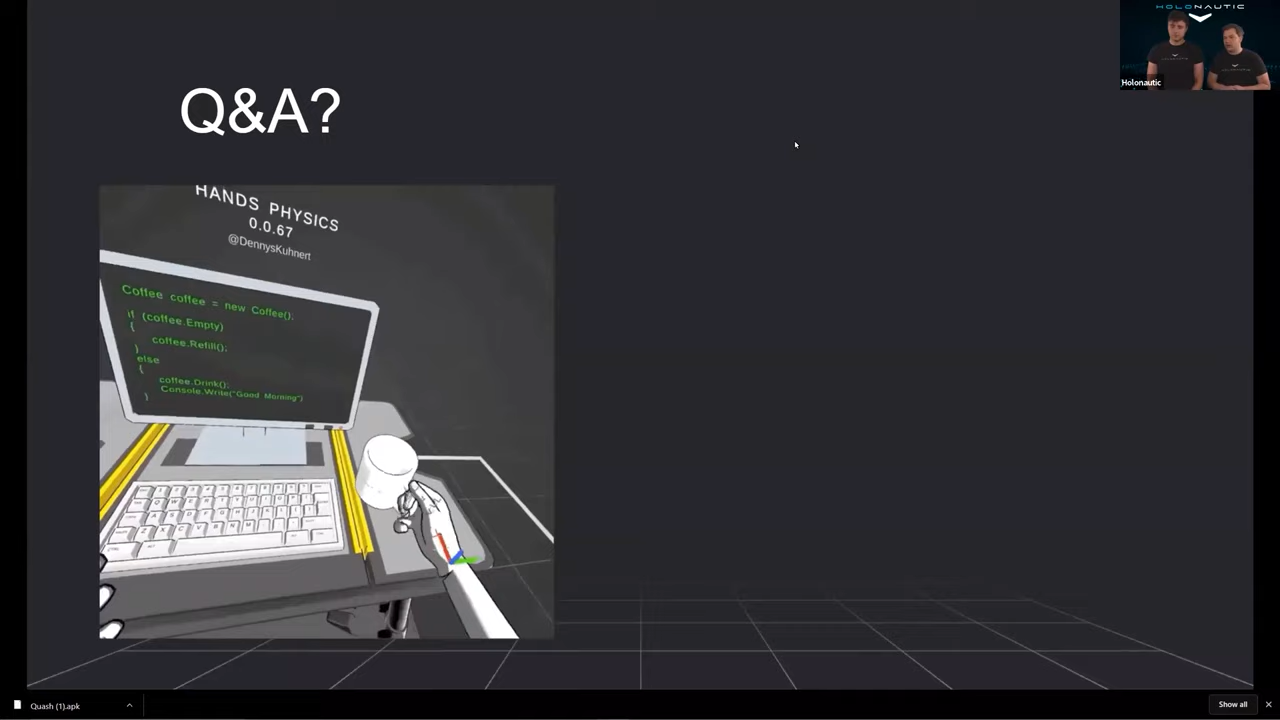 HOLONAUTIC
Holonautic
Q&A?
HANDS PHYSICS
0.0.67
@DennysKuhnert
Coffee coffee = new Coffee();
if (coffee.Empty)
{
coffee.Refill();
}
else
{
coffee.Drink();
Console.Write("Good Morning")
}
Quash (1).apk
Show all